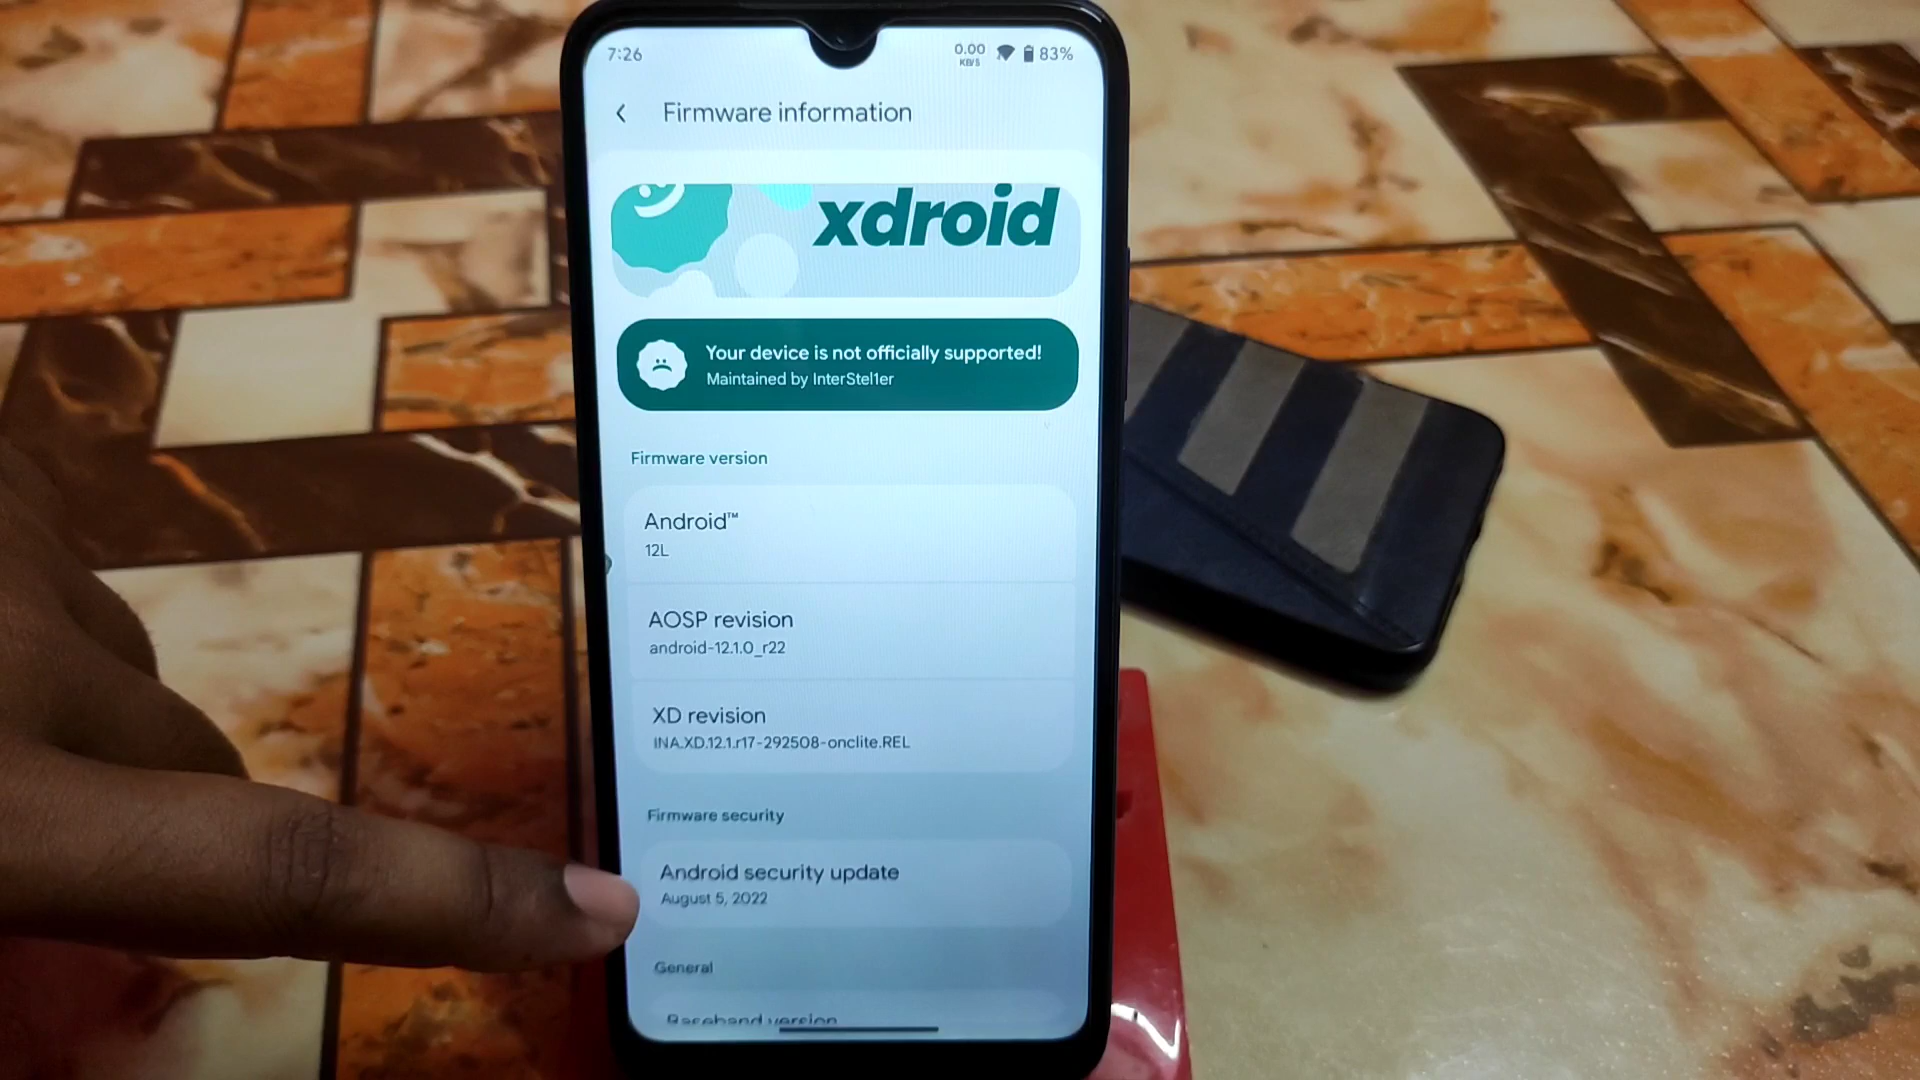 7:26
0.00
KB/S
83%
Firmware information
xdroid
Your device is not officially supported!
Maintained by InterStel1er
Firmware version
Android™
12L
AOSP revision
android-12.1.0_r22
XD revision
INA.XD.12.1.r17-292508-onclite.REL
Firmware security
Android security update
August 5, 2022
General
Baseband version